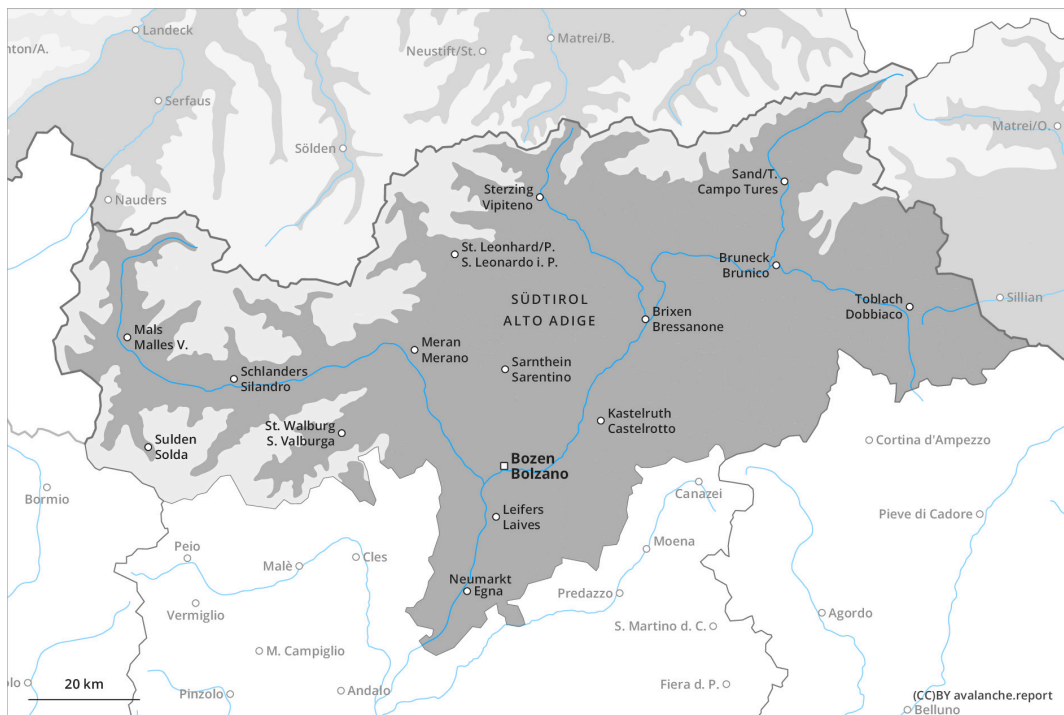 Landeck
nton/A.
Neustift/St.
Matrei/B.
Serfaus
Matrei/O.
Sölden
Nauders
Sterzing
Vipiteno
Sand/T.
Campo Tures
St. Leonhard/P.
S. Leonardo i. P.
Bruneck
Brunico
SÜDTIROL
ALTO ADIGE
Brixen
Bressanone
Toblach
Dobbiaco
Sillian
Mals
Malles V.
Meran
Merano
Schlanders
Silandro
Sarnthein
Sarentino
Kastelruth
Castelrotto
St. Walburg
S. Valburga
Sulden
Solda
Cortina d'Ampezzo
Bozen
Bolzano
Bormio
Canazei
Leifers
Laives
Pieve di Cadore
Peio
Malè
Cles
Moena
Neumarkt
Egna
Predazzo
Vermiglio
Agordo
S. Martino d. C.
M. Campiglio
olo
20 km
Pinzolo
Andalo
Fiera d. P.
(CC)BY avalanche.report
Belluno